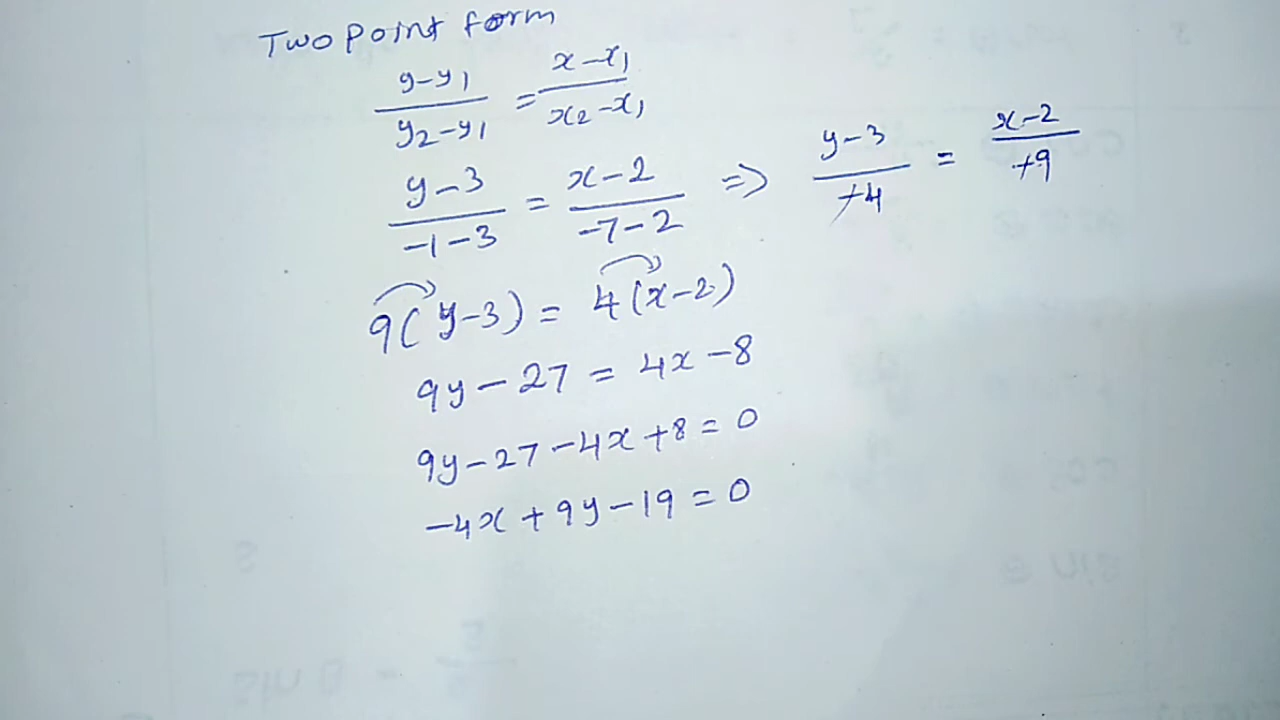 Two point form
y-y1/y2-y1 = x-x1/x2-x1
y-3/-1-3 = x-2/-7-2 => y-3/+4 = x-2/+9
9(y-3) = 4(x-2)
9y-27 = 4x-8
9y-27-4x+8=0
-4x+9y-19=0